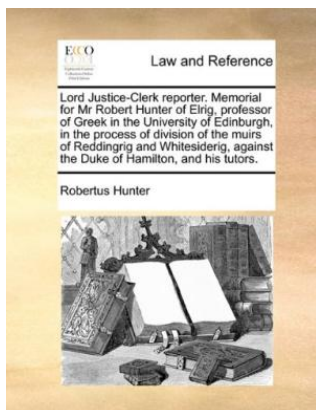 ECCO
Law and Reference
Lord Justice-Clerk reporter. Memorial
for Mr Robert Hunter of Elrig, professor
of Greek in the University of Edinburgh,
in the process of division of the muirs
of Reddingrig and Whitesiderig, against
the Duke of Hamilton, and his tutors.
Robertus Hunter